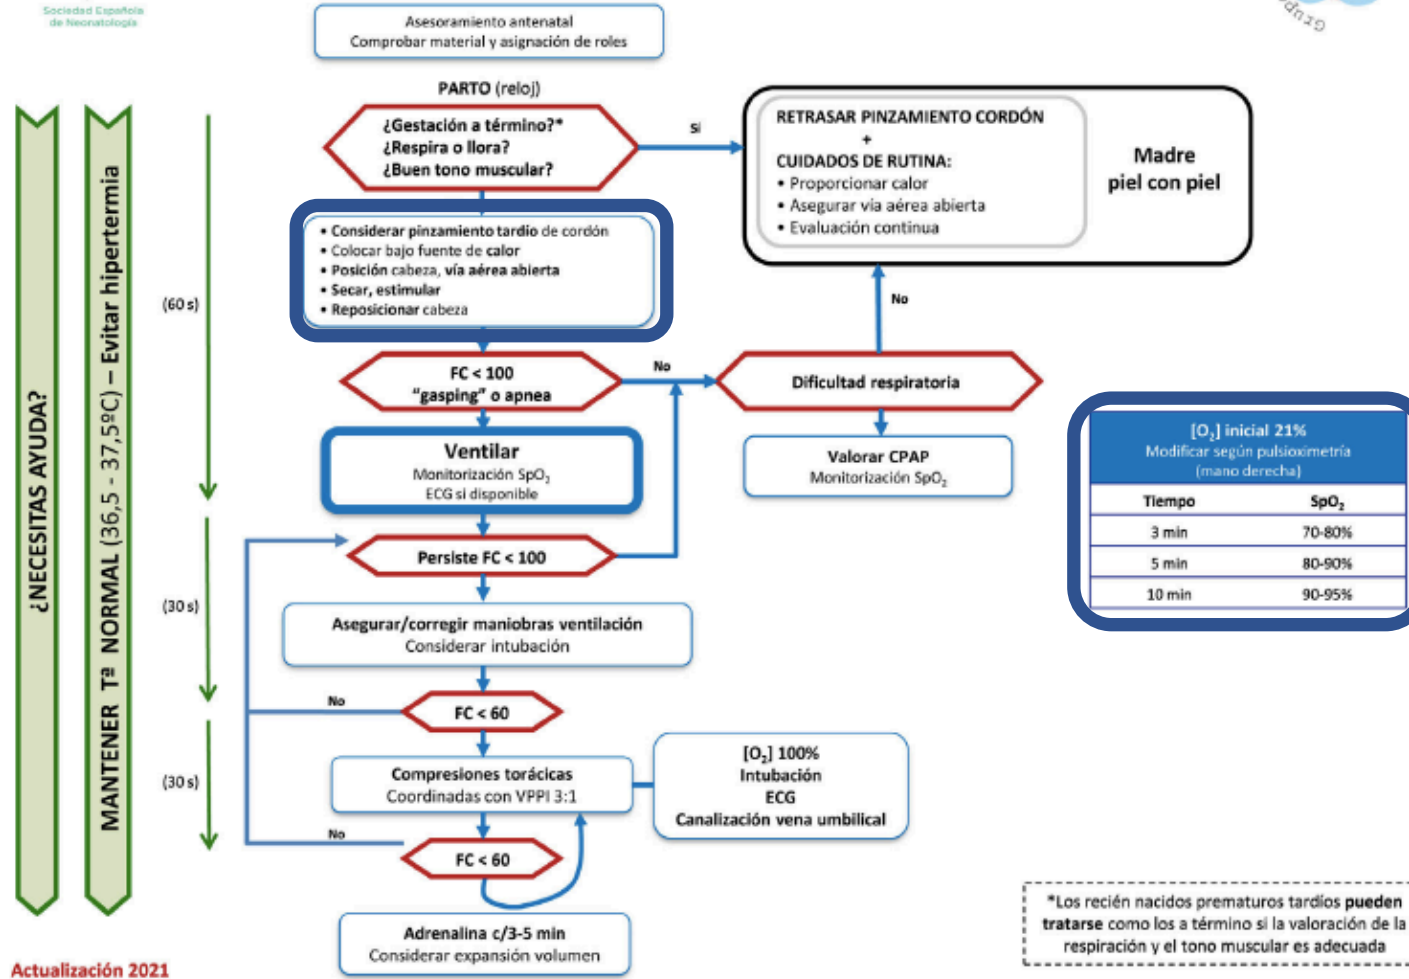 Sociedad Española
de Neonatología
Grup
Asesoramiento antenatal
Comprobar material y asignación de roles
PARTO (reloj)
¿Gestación a término?*
¿Respira o llora?
¿Buen tono muscular?
Si
RETRASAR PINZAMIENTO CORDÓN
+
CUIDADOS DE RUTINA:
• Proporcionar calor
• Asegurar vía aérea abierta
• Evaluación continua
Madre
piel con piel
• Considerar pinzamiento tardio de cordón
• Colocar bajo fuente de calor
• Posición cabeza, vía aérea abierta
• Secar, estimular
• Reposicionar cabeza
(60 s)
No
FC < 100
"gasping" o apnea
No
Dificultad respiratoria
Ventilar
Monitorización SpO₂
ECG si disponible
Valorar CPAP
Monitorización SpO₂
[O₂] inicial 21%
Modificar según pulsioximetría
(mano derecha)
Tiempo SpO₂
3 min 70-80%
5 min 80-90%
10 min 90-95%
¿NECESITAS AYUDA?
MANTENER Tª NORMAL (36,5 - 37,5ºC) – Evitar hipertermia
Persiste FC < 100
(30 s)
Asegurar/corregir maniobras ventilación
Considerar intubación
No
FC < 60
(30 s)
Compresiones torácicas
Coordinadas con VPPI 3:1
[O₂] 100%
Intubación
ECG
Canalización vena umbilical
No
FC < 60
Adrenalina c/3-5 min
Considerar expansión volumen
*Los recién nacidos prematuros tardíos pueden
tratarse como los a término si la valoración de la
respiración y el tono muscular es adecuada
Actualización 2021